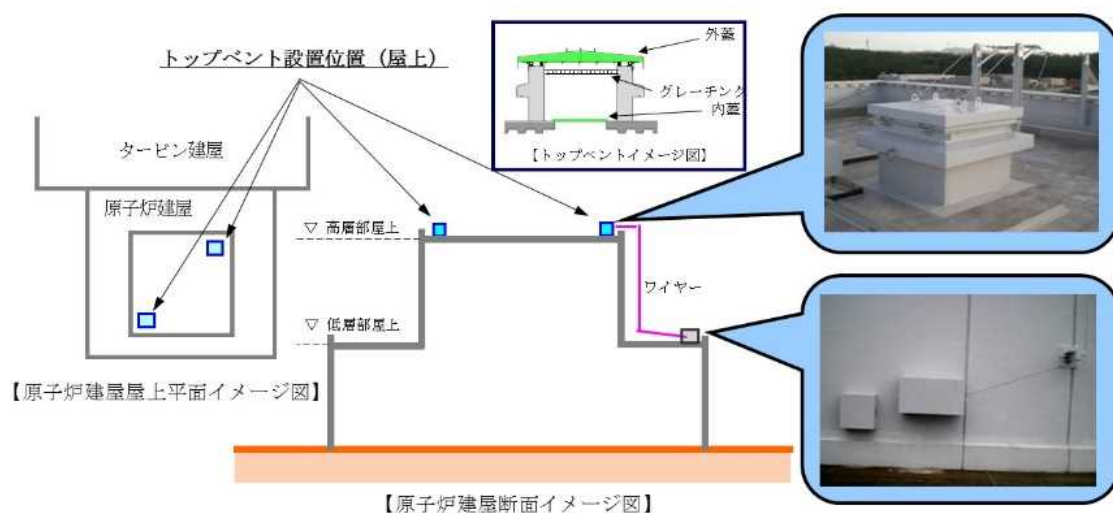 トップベント設置位置（屋上）
外蓋
グレーチング
内蓋
【トップベントイメージ図】
タービン建屋
原子炉建屋
▽ 高層部屋上
ワイヤー
▽ 低層部屋上
【原子炉建屋屋上平面イメージ図】
【原子炉建屋断面イメージ図】